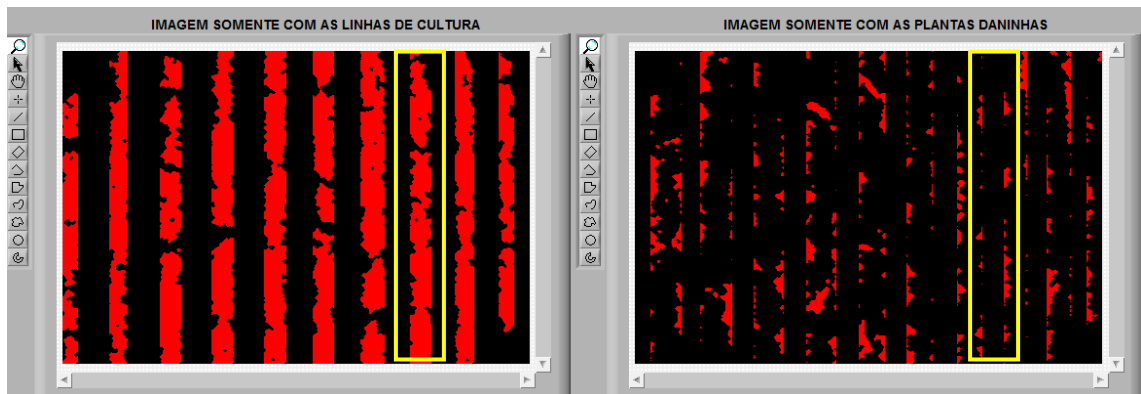 IMAGEM SOMENTE COM AS LINHAS DE CULTURA
IMAGEM SOMENTE COM AS PLANTAS DANINHAS